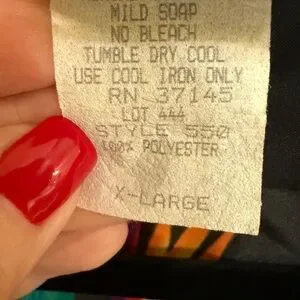 MILD SOAP
NO BLEACH
TUMBLE DRY COOL
USE COOL IRON ONLY
RN 37145
LOT 444
STYLE 550
100% POLYESTER
X-LARGE